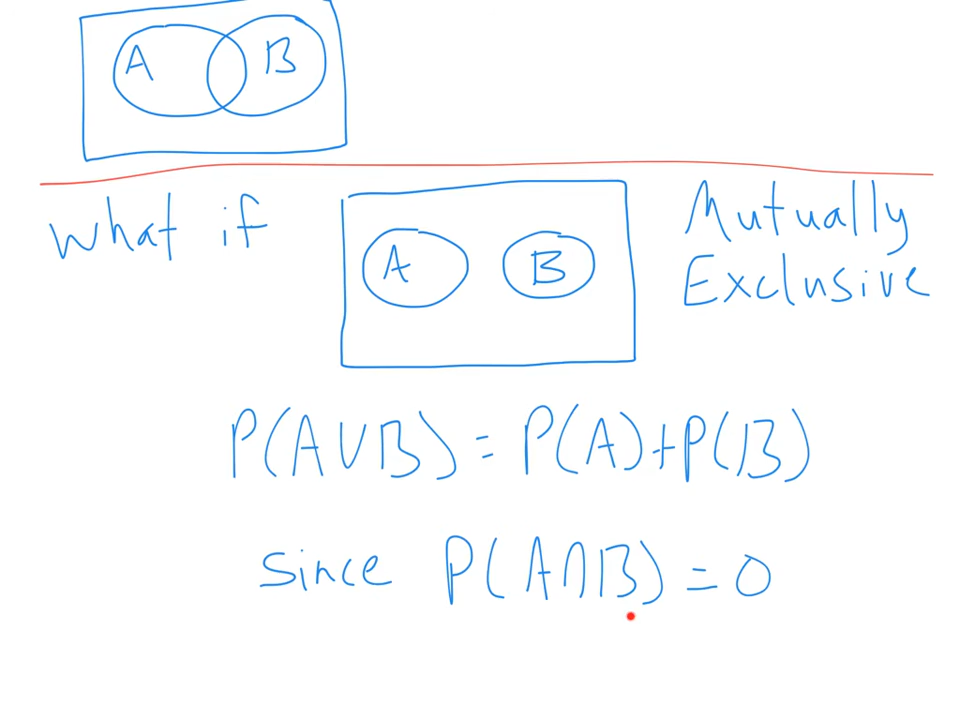 A B
What if A B Mutually
Exclusive
P(A∪B) = P(A)+P(B)
since P(A∩B) = 0